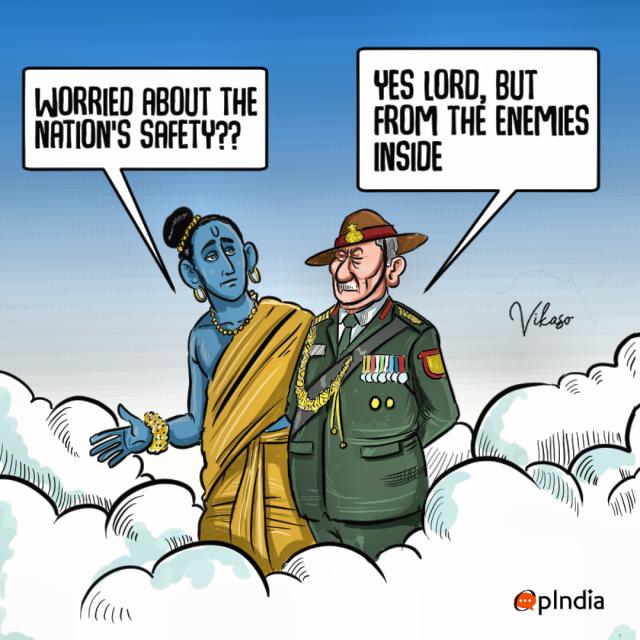 WORRIED ABOUT THE
NATION'S SAFETY??
YES LORD, BUT
FROM THE ENEMIES
INSIDE
Vikaso
OpIndia